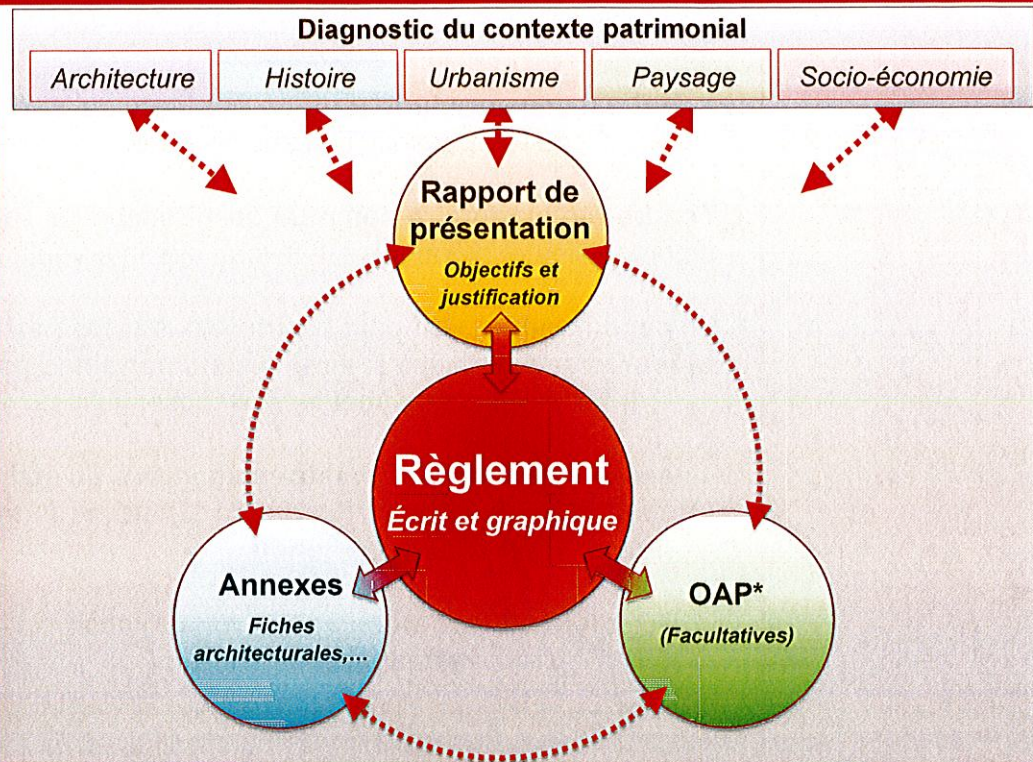 Diagnostic du contexte patrimonial
Architecture
Histoire
Urbanisme
Paysage
Socio-économie
Rapport de
présentation
Objectifs et
justification
Règlement
Écrit et graphique
Annexes
Fiches
architecturales,...
OAP*
(Facultatives)